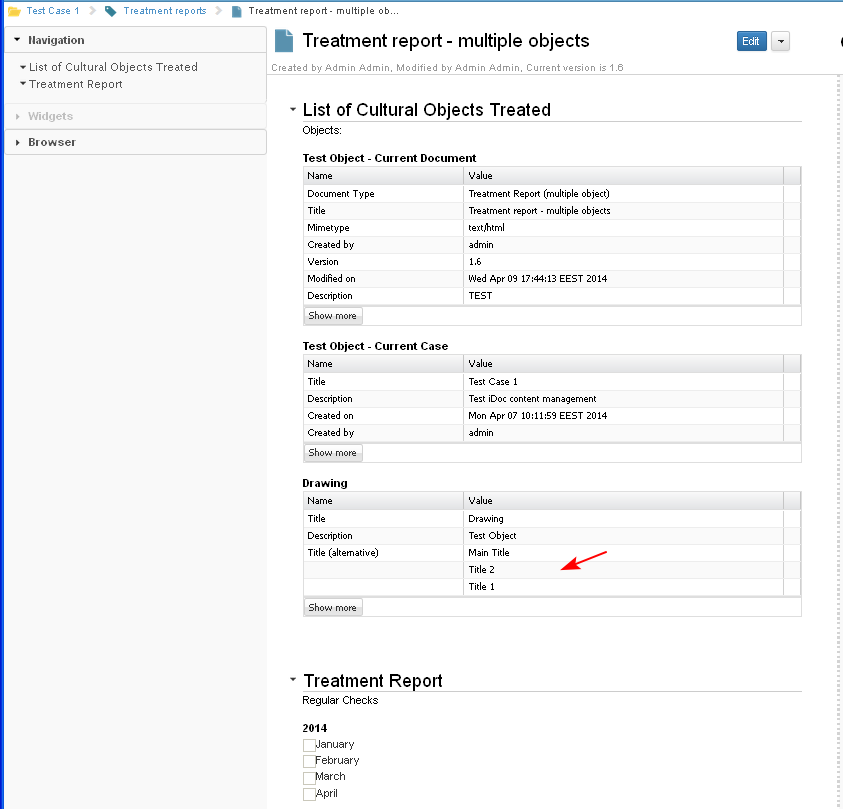 Test Case 1 Treatment reports Treatment report - multiple ob...
Navigation
List of Cultural Objects Treated
Treatment Report
Widgets
Browser
Treatment report - multiple objects
Edit
Created by Admin Admin, Modified by Admin Admin, Current version is 1.6
List of Cultural Objects Treated
Objects:
Test Object - Current Document
Name Value
Document Type Treatment Report (multiple object)
Title Treatment report - multiple objects
Mimetype text/html
Created by admin
Version 1.6
Modified on Wed Apr 09 17:44:13 EEST 2014
Description TEST
Show more
Test Object - Current Case
Name Value
Title Test Case 1
Description Test iDoc content management
Created on Mon Apr 07 10:11:59 EEST 2014
Created by admin
Show more
Drawing
Name Value
Title Drawing
Description Test Object
Title (alternative) Main Title
Title 2
Title 1
Show more
Treatment Report
Regular Checks
2014
January
February
March
April